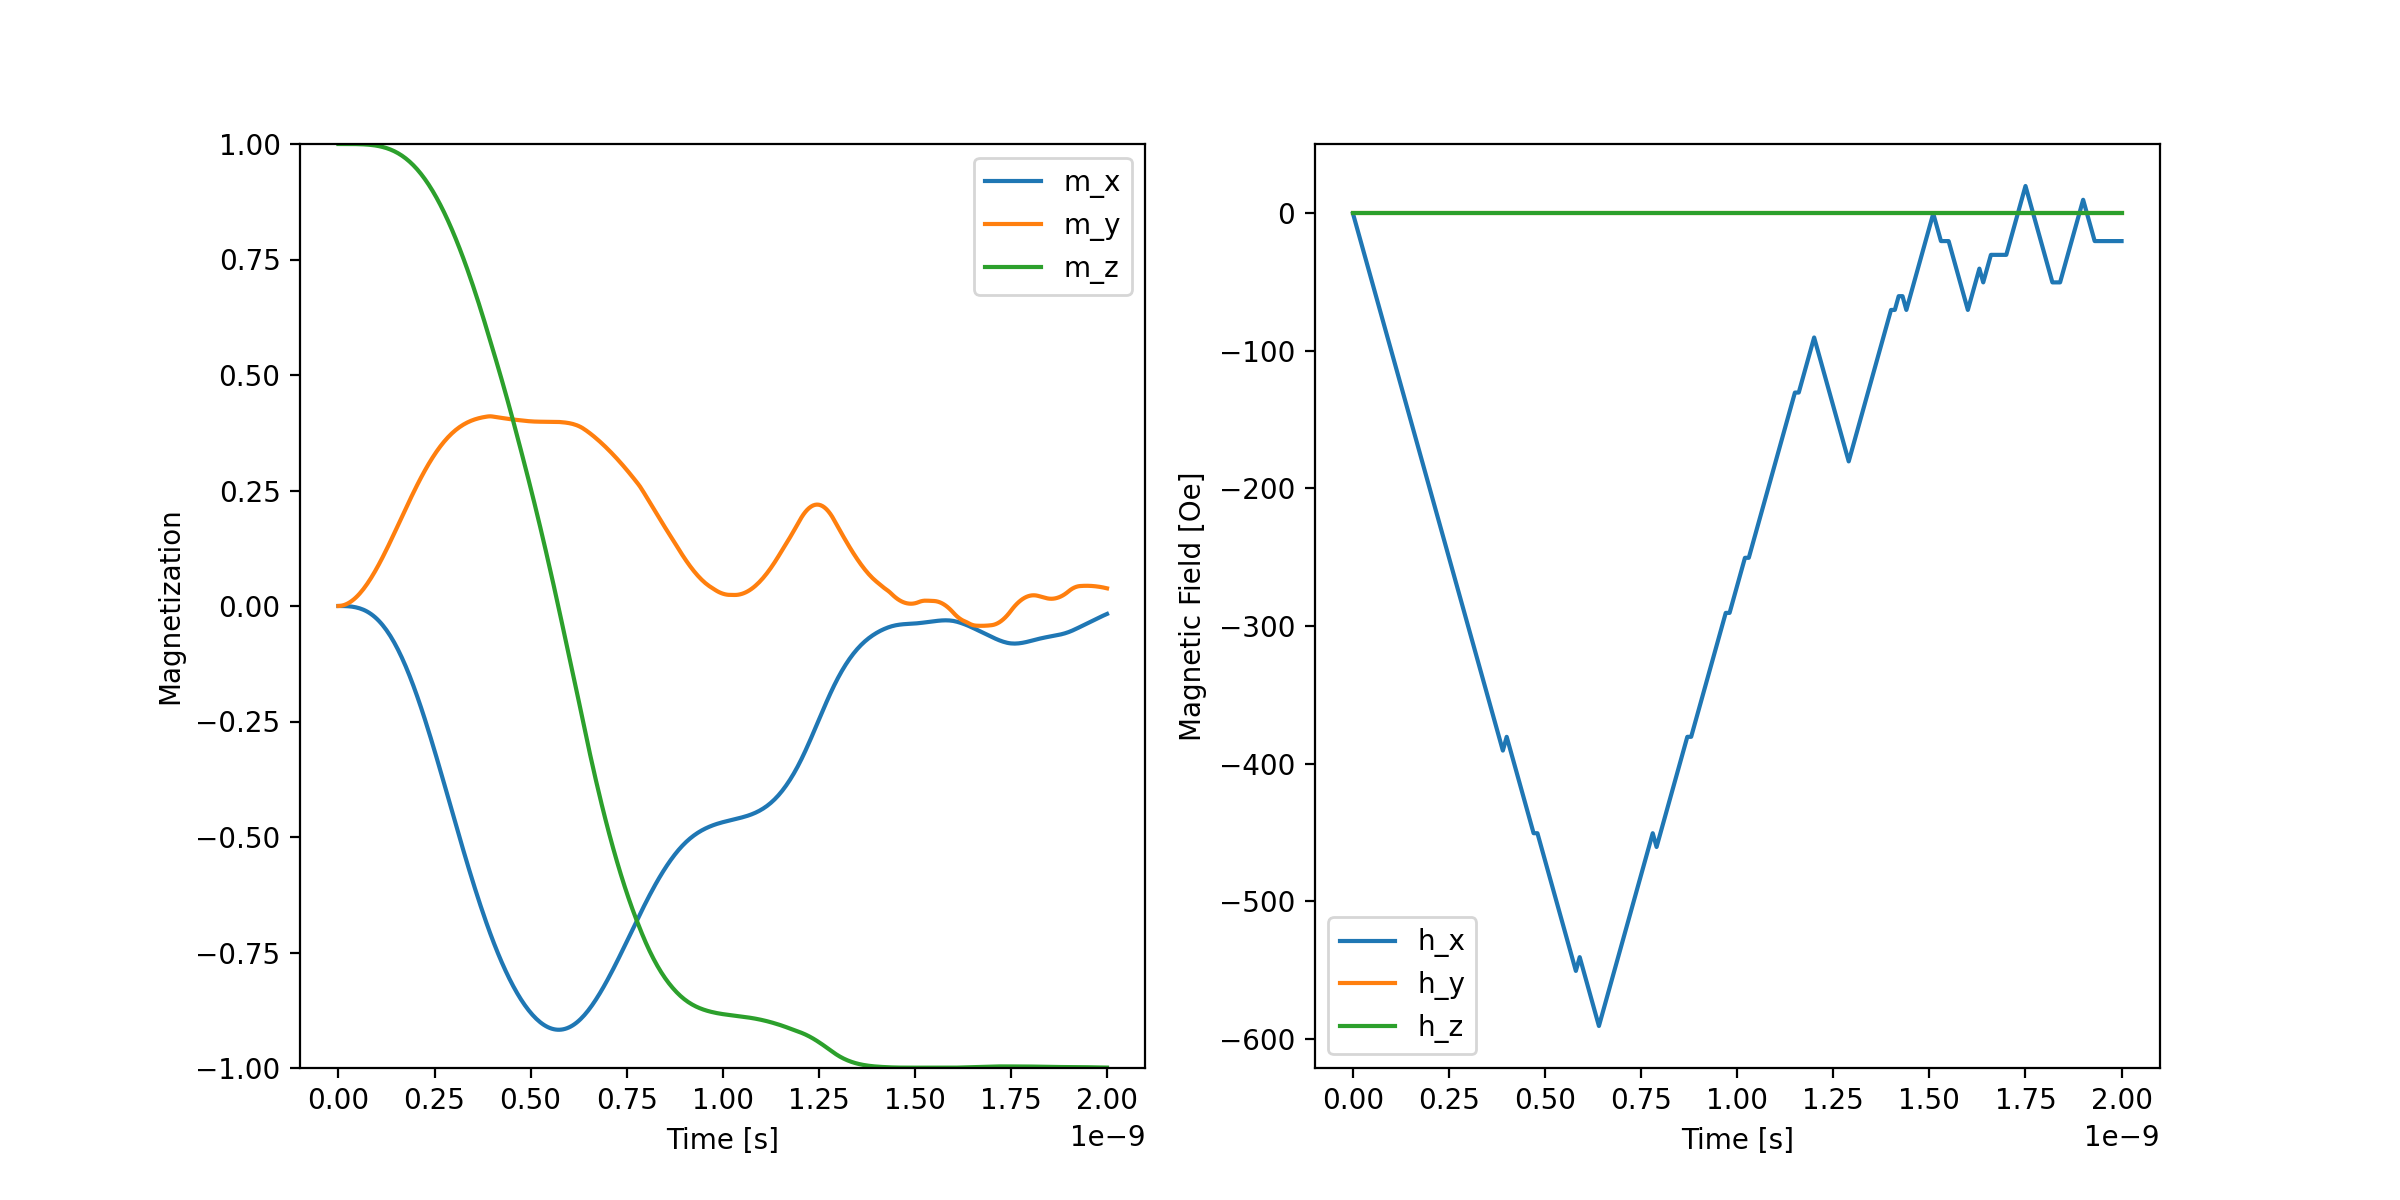 1.00
0.75
0.50
0.25
0.00
−0.25
−0.50
−0.75
−1.00
Magnetization
m_x
m_y
m_z
0.00 0.25 0.50 0.75 1.00 1.25 1.50 1.75 2.00
Time [s]
1e−9
0
−100
−200
−300
−400
−500
−600
Magnetic Field [Oe]
h_x
h_y
h_z
0.00 0.25 0.50 0.75 1.00 1.25 1.50 1.75 2.00
Time [s]
1e−9